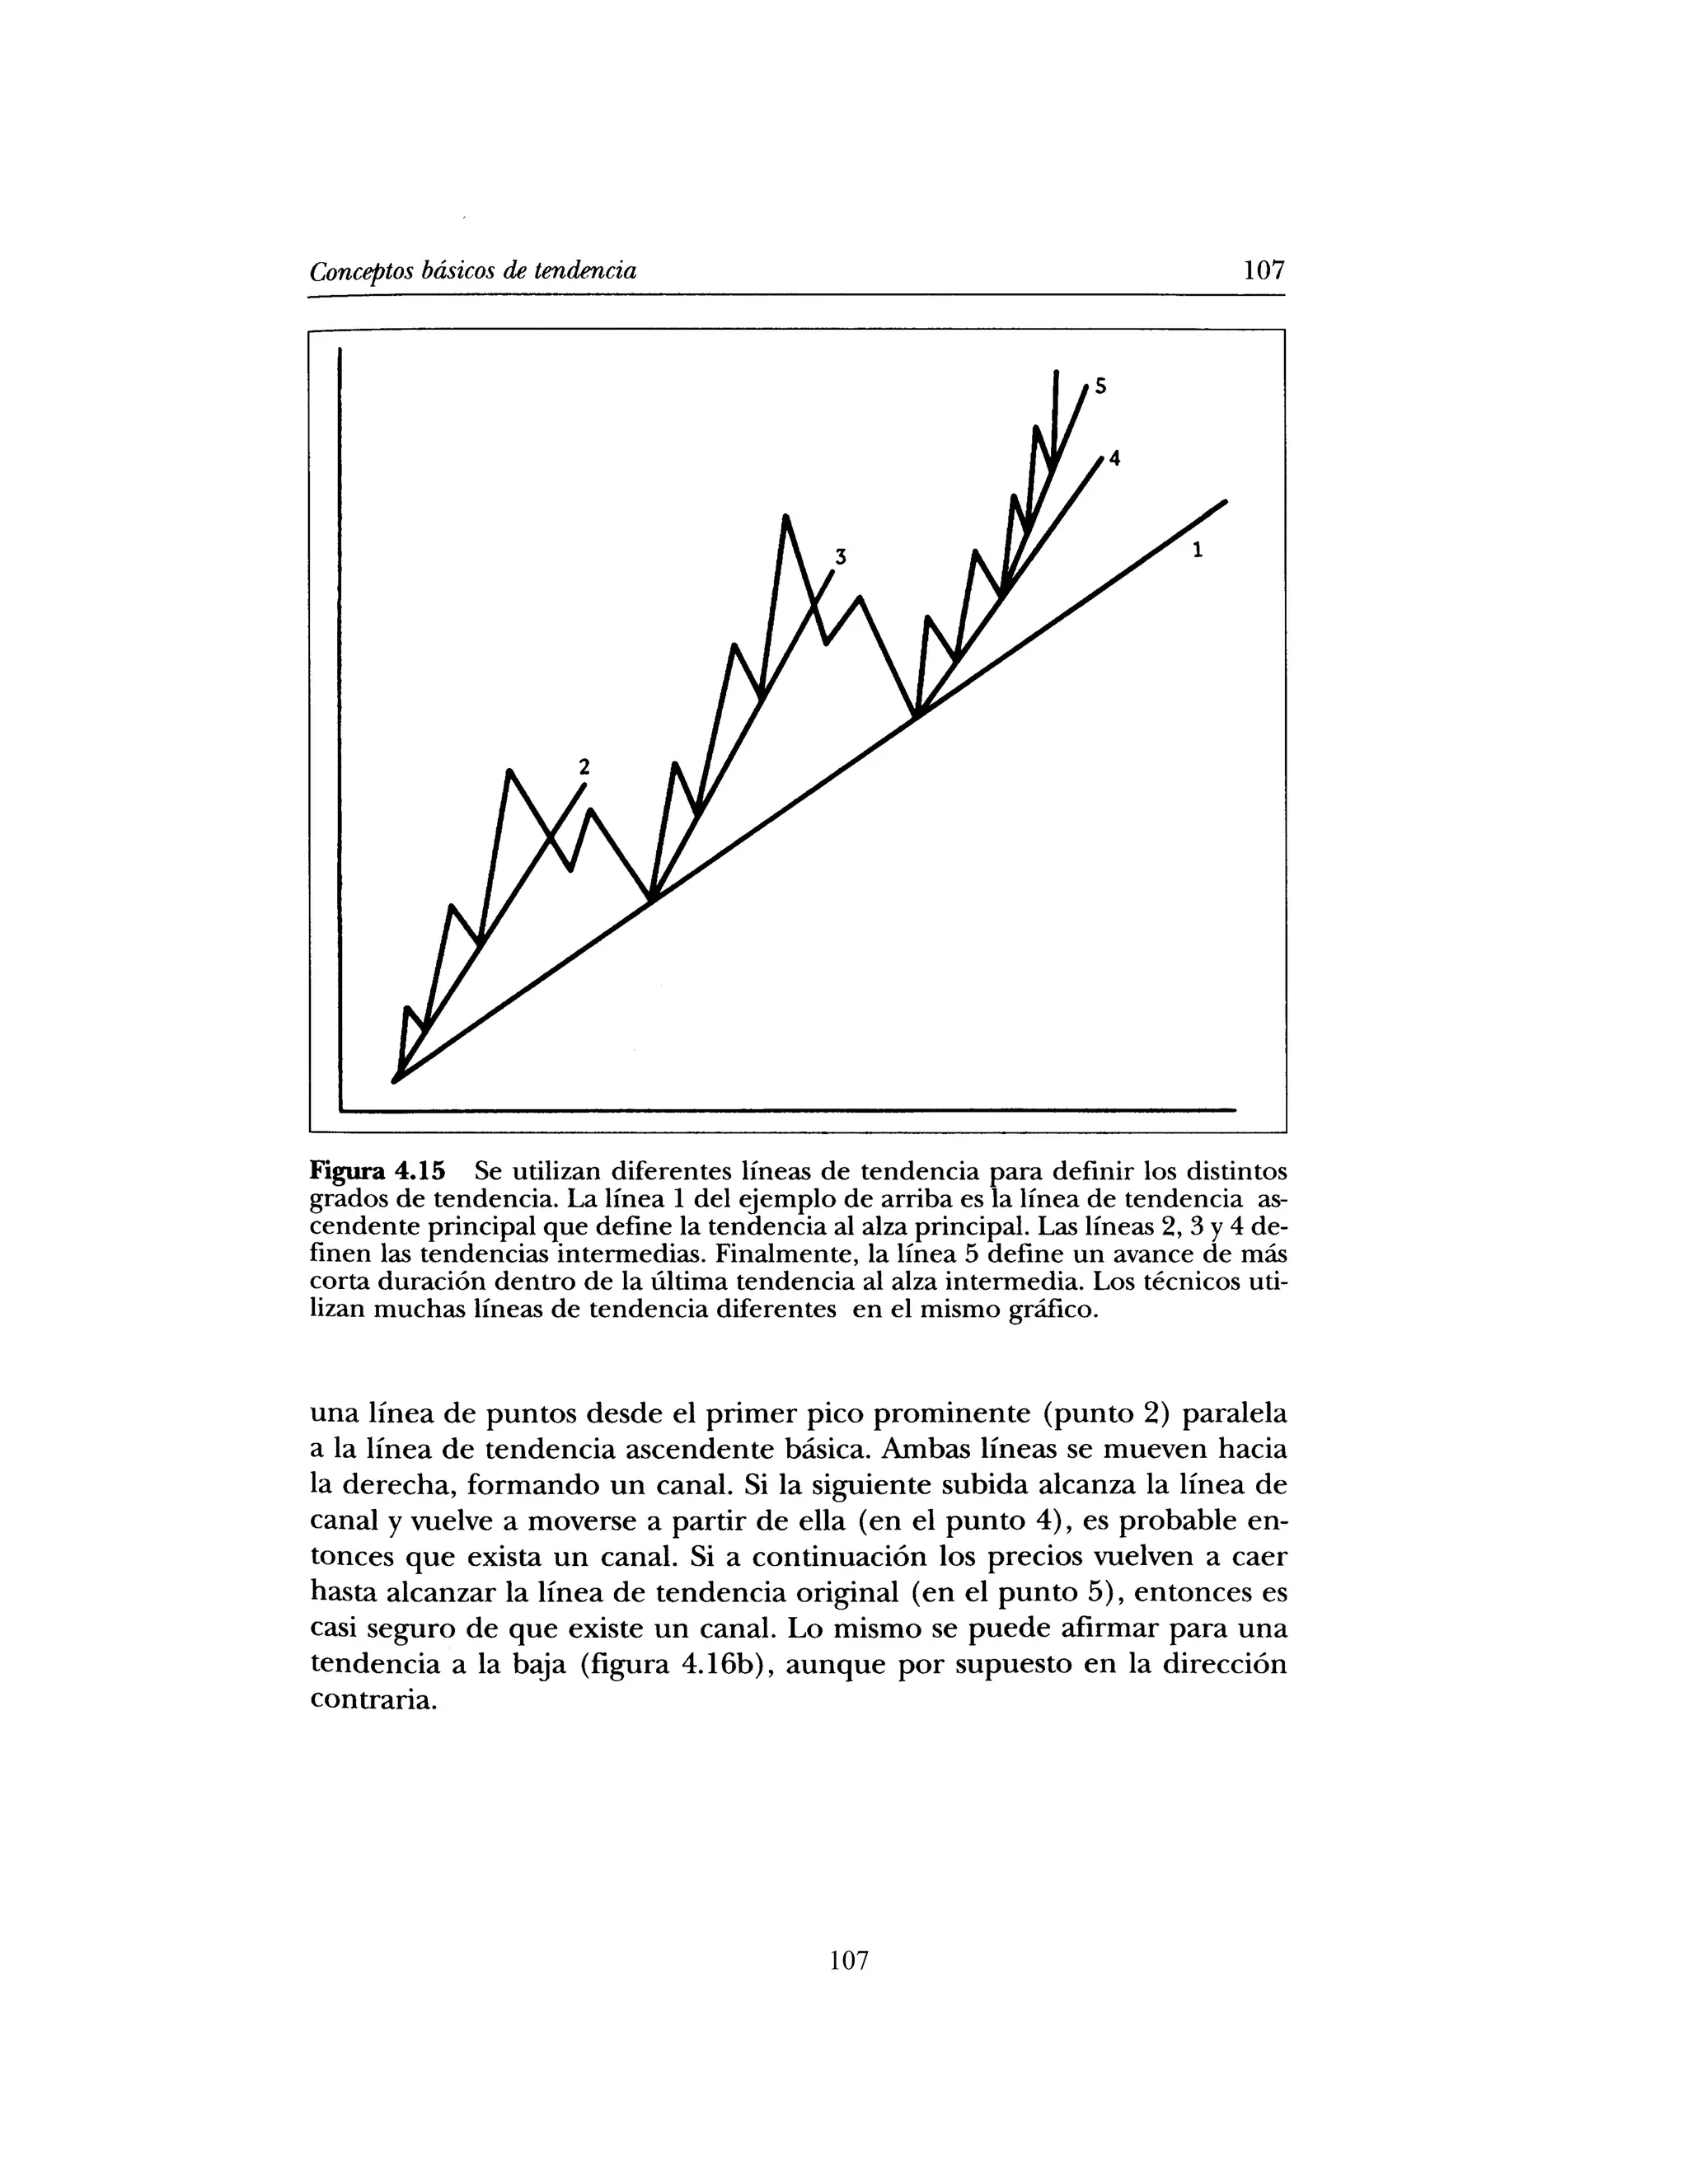 Conceptos básicos de tendencia 107
5
4
3
1
2
Figura 4.15 Se utilizan diferentes líneas de tendencia para definir los distintos
grados de tendencia. La línea 1 del ejemplo de arriba es la línea de tendencia as-
cendente principal que define la tendencia al alza principal. Las líneas 2, 3 y 4 de-
finen las tendencias intermedias. Finalmente, la línea 5 define un avance de más
corta duración dentro de la última tendencia al alza intermedia. Los técnicos uti-
lizan muchas líneas de tendencia diferentes en el mismo gráfico.
una línea de puntos desde el primer pico prominente (punto 2) paralela
a la línea de tendencia ascendente básica. Ambas líneas se mueven hacia
la derecha, formando un canal. Si la siguiente subida alcanza la línea de
canal y vuelve a moverse a partir de ella (en el punto 4), es probable en-
tonces que exista un canal. Si a continuación los precios vuelven a caer
hasta alcanzar la línea de tendencia original (en el punto 5), entonces es
casi seguro de que existe un canal. Lo mismo se puede afirmar para una
tendencia a la baja (figura 4.16b), aunque por supuesto en la dirección
contraria.
107